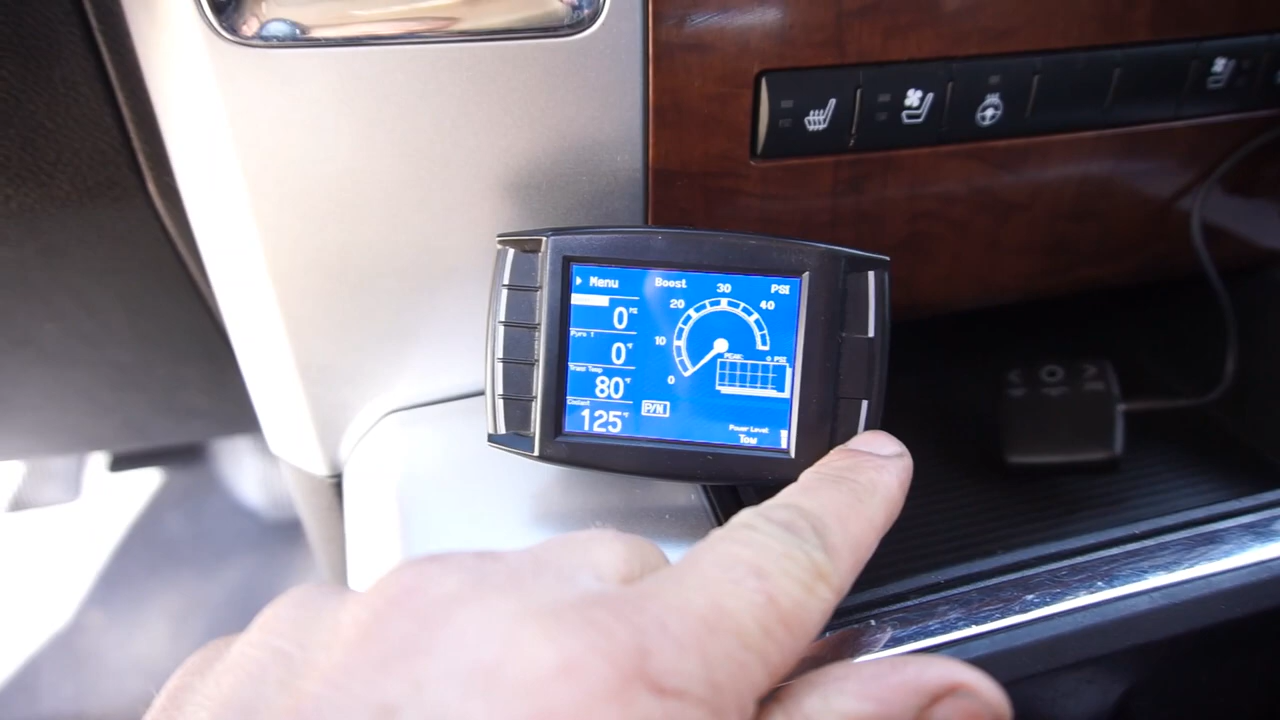 Menu
Boost
PSI
0
10
20
30
40
0
Pyro 1
0°F
PEAK: 0 PSI
Trans Temp
80°F
Coolant
125°F
P/N
Power Level
Tow